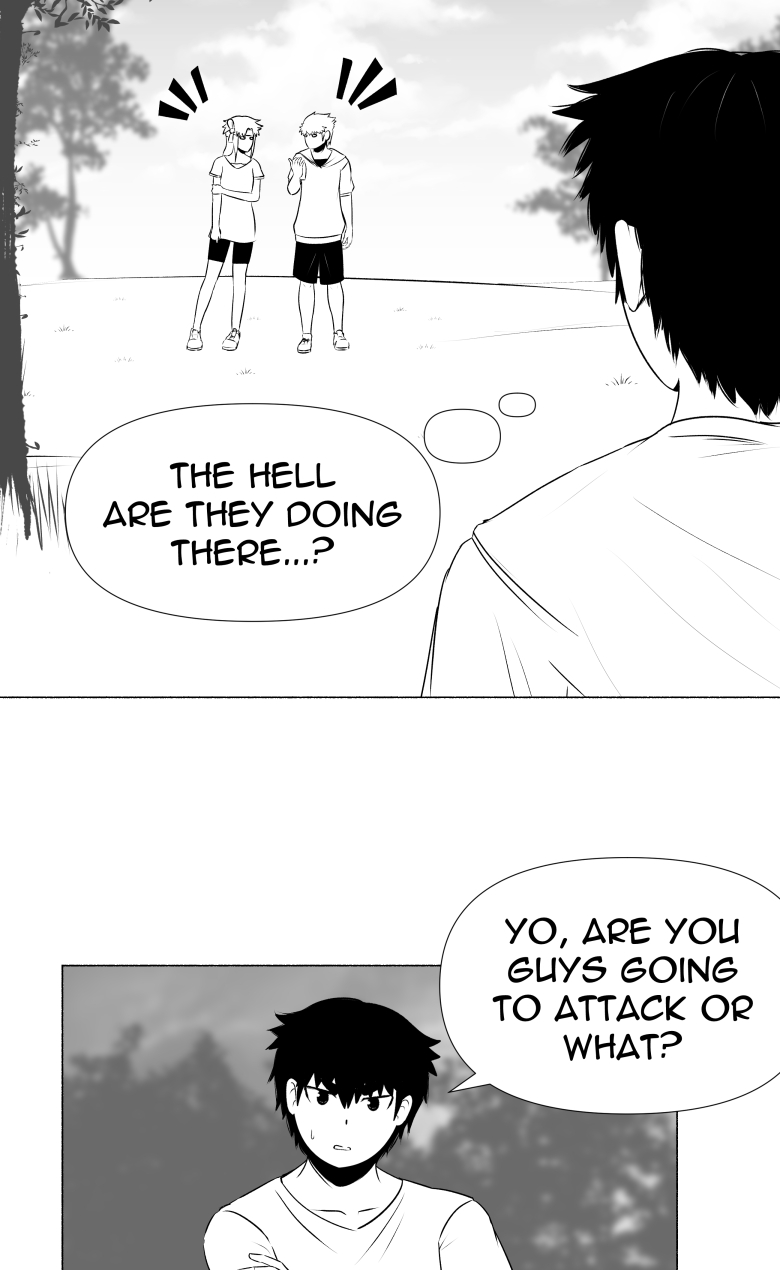 THE HELL
ARE THEY DOING
THERE...?
YO, ARE YOU
GUYS GOING
TO ATTACK OR
WHAT?